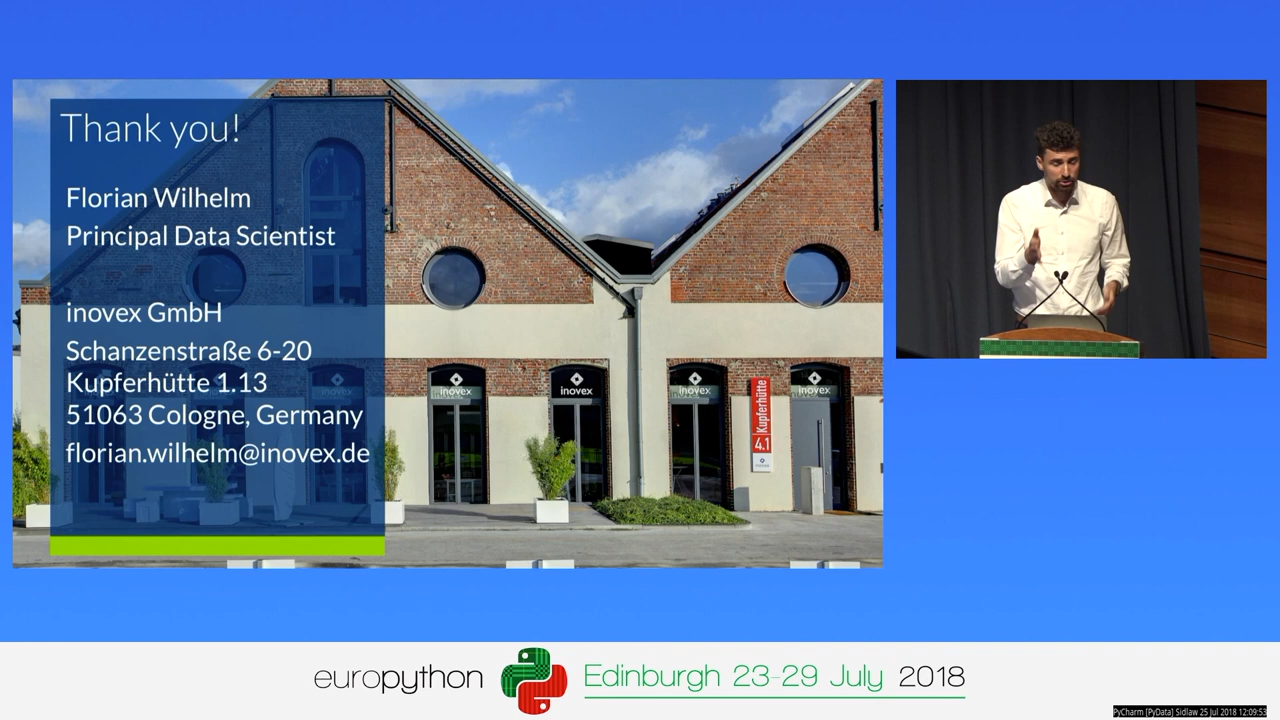 Thank you!
Florian Wilhelm
Principal Data Scientist
inovex GmbH
Schanzenstraße 6-20
Kupferhütte 1.13
51063 Cologne, Germany
florian.wilhelm@inovex.de
inovex
inovex
inovex
inovex
Kupferhütte
4.1
europython
Edinburgh 23-29 July 2018
PyCharm [PyData] Sidlaw 25 Jul 2018 12:09:53